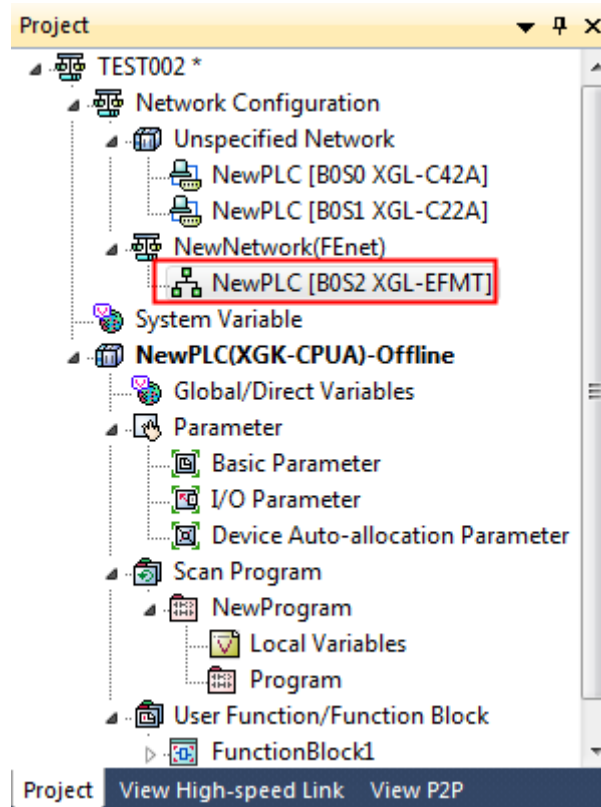 Project
TEST002 *
Network Configuration
Unspecified Network
NewPLC [B0S0 XGL-C42A]
NewPLC [B0S1 XGL-C22A]
NewNetwork(FEnet)
NewPLC [B0S2 XGL-EFMT]
System Variable
NewPLC(XGK-CPUA)-Offline
Global/Direct Variables
Parameter
Basic Parameter
I/O Parameter
Device Auto-allocation Parameter
Scan Program
NewProgram
Local Variables
Program
User Function/Function Block
FunctionBlock1
Project View High-speed Link View P2P